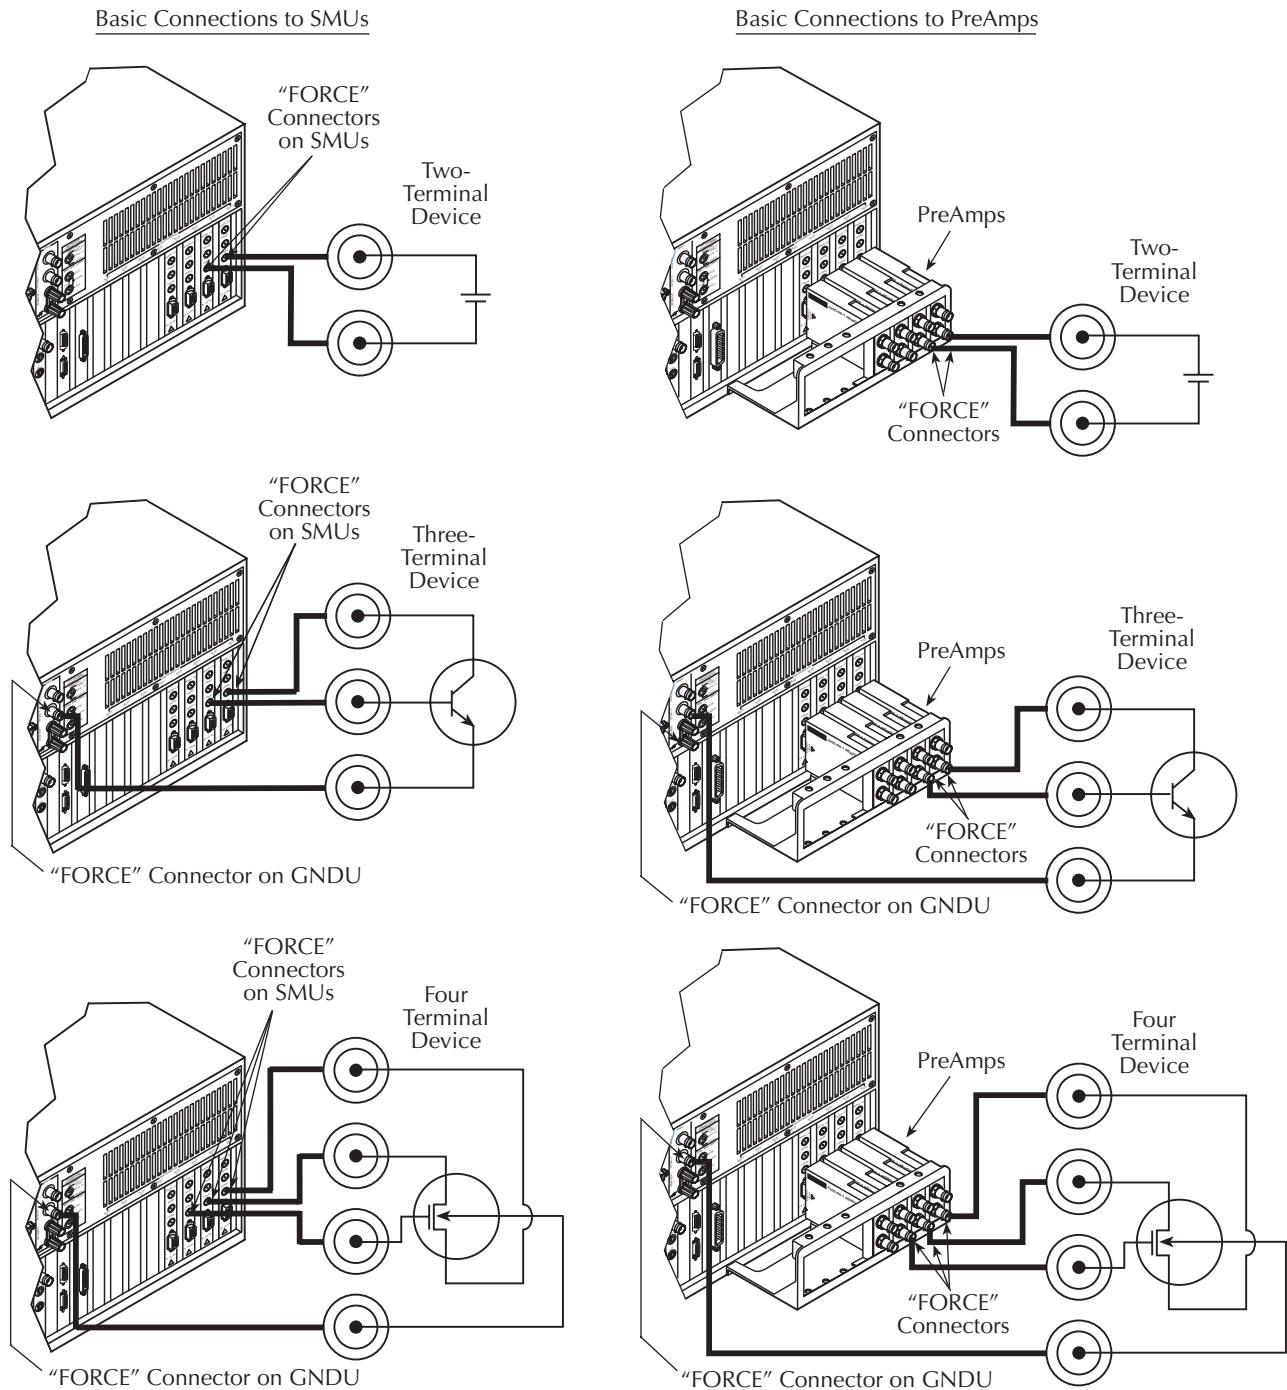 Basic Connections to SMUs
“FORCE”
Connectors
on SMUs
Two-
Terminal
Device
“FORCE”
Connectors
on SMUs
Three-
Terminal
Device
“FORCE” Connector on GNDU
“FORCE”
Connectors
on SMUs
Four
Terminal
Device
“FORCE” Connector on GNDU
Basic Connections to PreAmps
PreAmps
Two-
Terminal
Device
“FORCE”
Connectors
PreAmps
Three-
Terminal
Device
“FORCE”
Connectors
“FORCE” Connector on GNDU
PreAmps
Four
Terminal
Device
“FORCE”
Connectors
“FORCE” Connector on GNDU